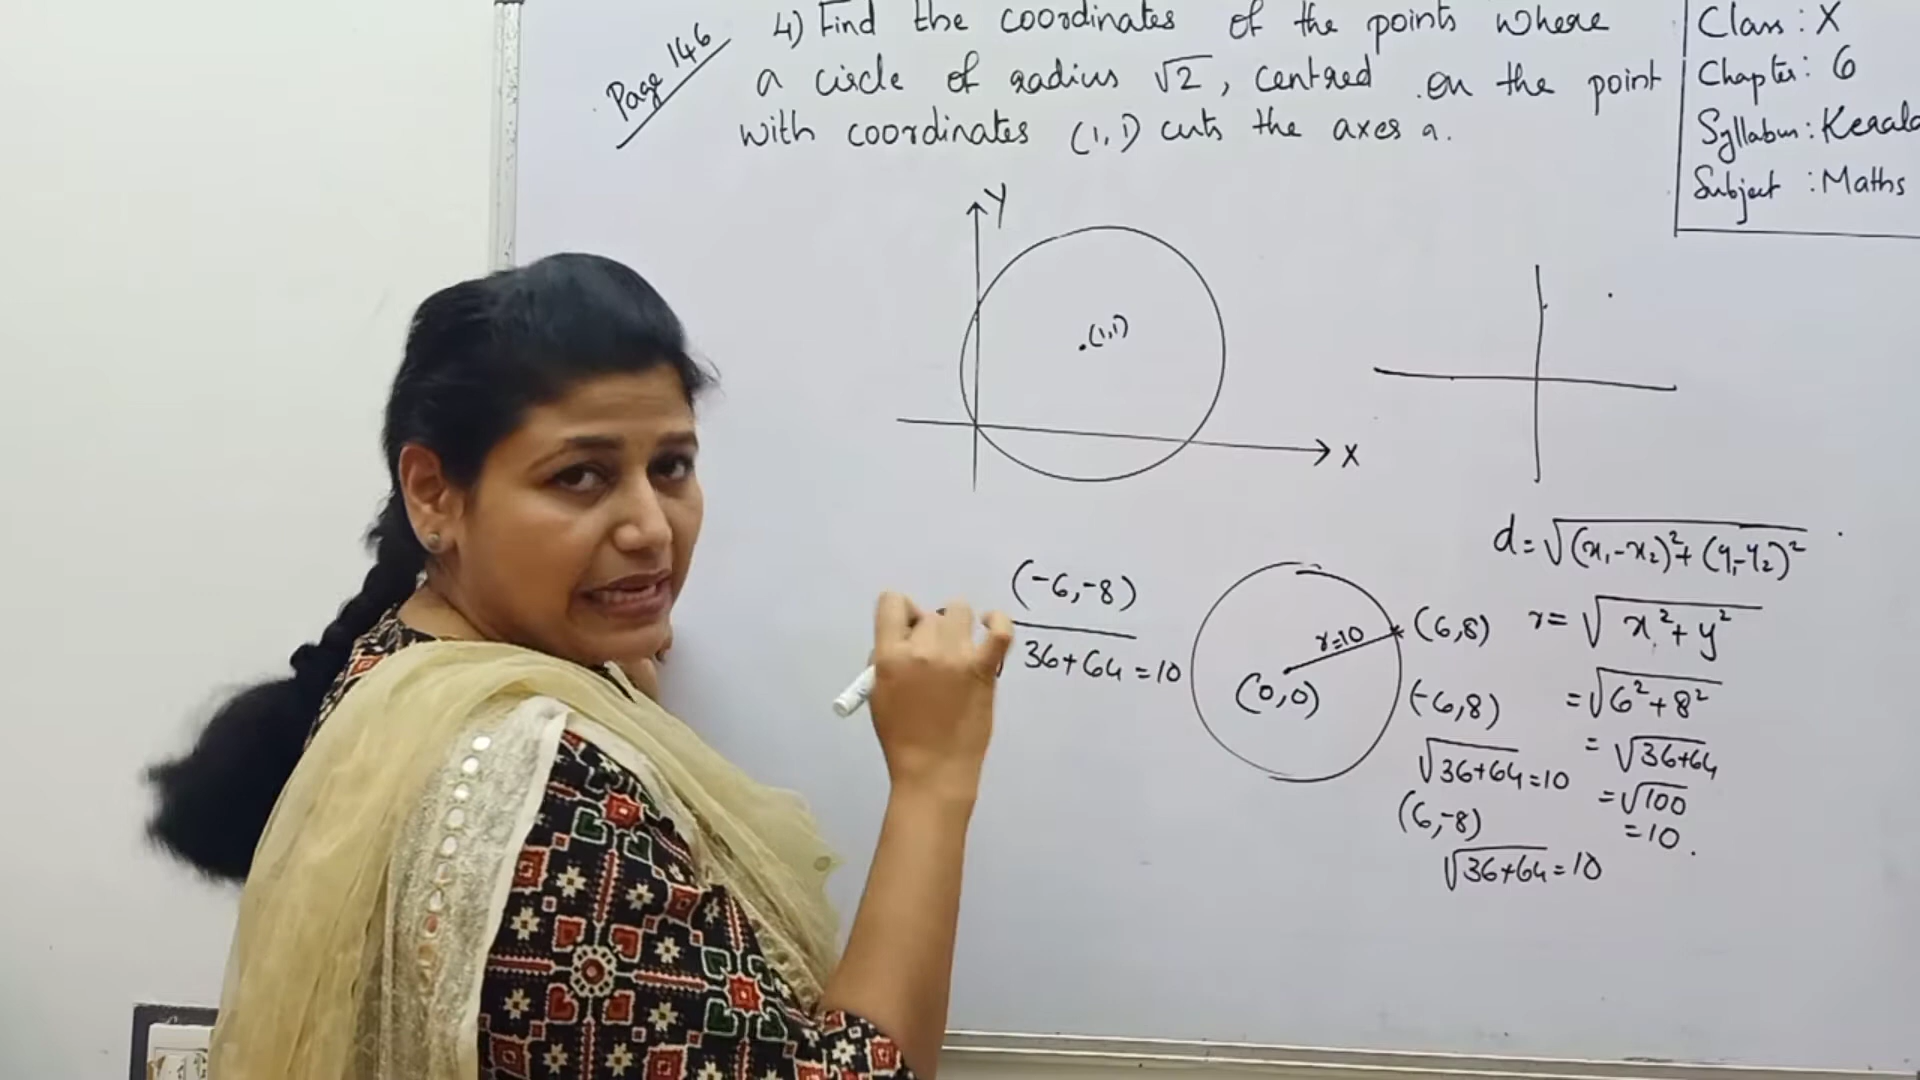 Page 146
4) Find the coordinates of the points where
a circle of radius √2, centred on the point
with coordinates (1,1) cuts the axes a.
Class : X
Chapter : 6
Syllabus : Kerala
Subject : Maths
Y
(1,1)
X
d = √(x₁-x₂)²+(y₁-y₂)²
(-6,-8)
√36+64 = 10
r=10
(0,0)
(6,8)
(-6,8)
√36+64 = 10
(6,-8)
√36+64 = 10
r = √x²+y²
= √6²+8²
= √36+64
= √100
= 10.